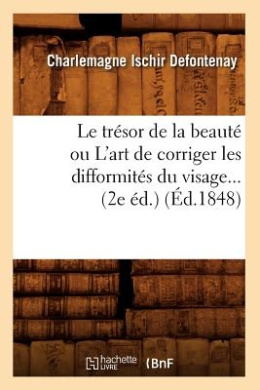 Charlemagne Ischir Defontenay
Le trésor de la beauté
ou L'art de corriger les
difformités du visage...
(2e éd.) (Éd.1848)
hachette
LIVRE
{BnF